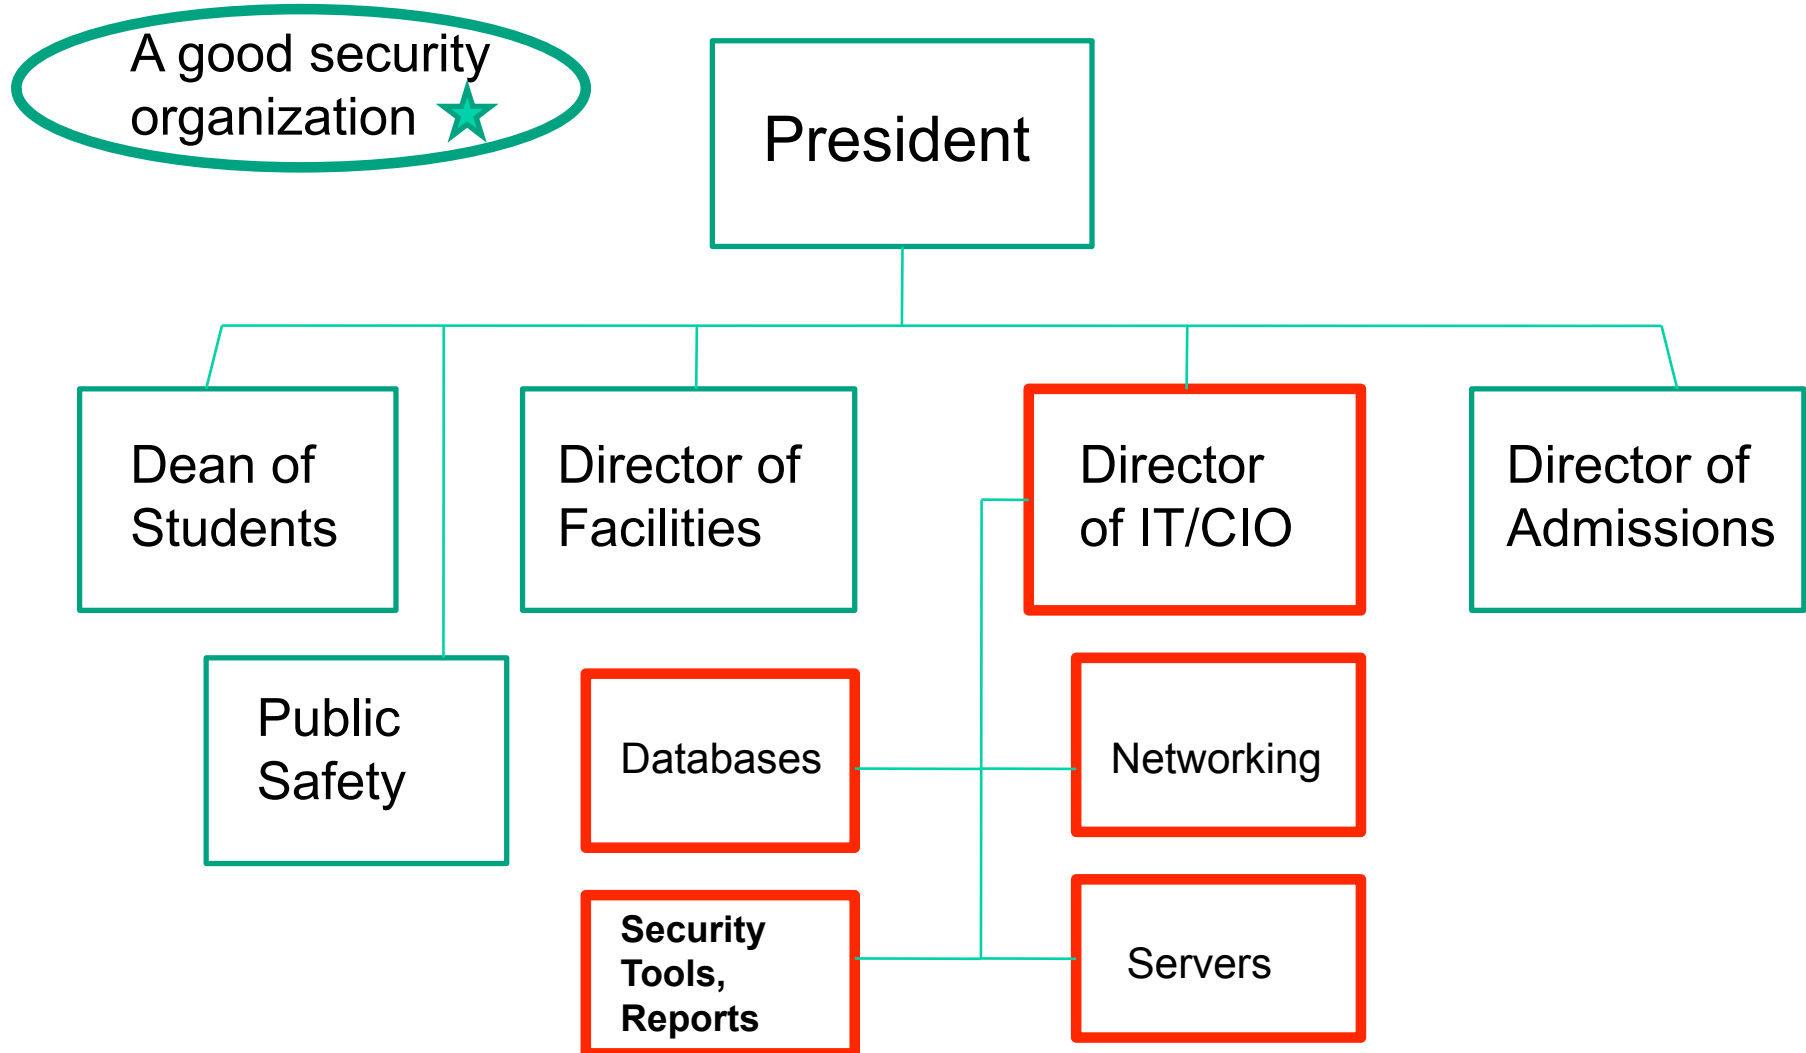 A good security
organization
President
Dean of
Students
Director of
Facilities
Director
of IT/CIO
Director of
Admissions
Public
Safety
Databases
Networking
Security
Tools,
Reports
Servers